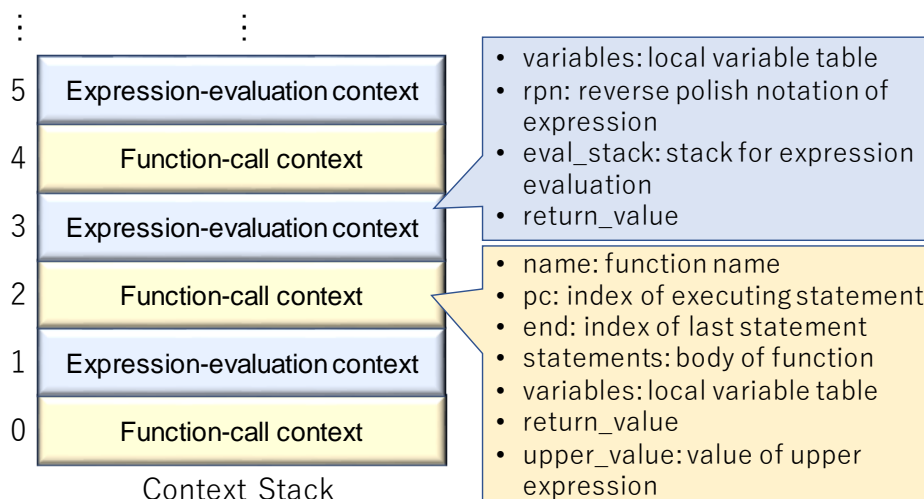 ⋮ ⋮
5 Expression-evaluation context
4 Function-call context
3 Expression-evaluation context
2 Function-call context
1 Expression-evaluation context
0 Function-call context
Context Stack
• variables: local variable table
• rpn: reverse polish notation of
expression
• eval_stack: stack for expression
evaluation
• return_value
• name: function name
• pc: index of executing statement
• end: index of last statement
• statements: body of function
• variables: local variable table
• return_value
• upper_value: value of upper
expression